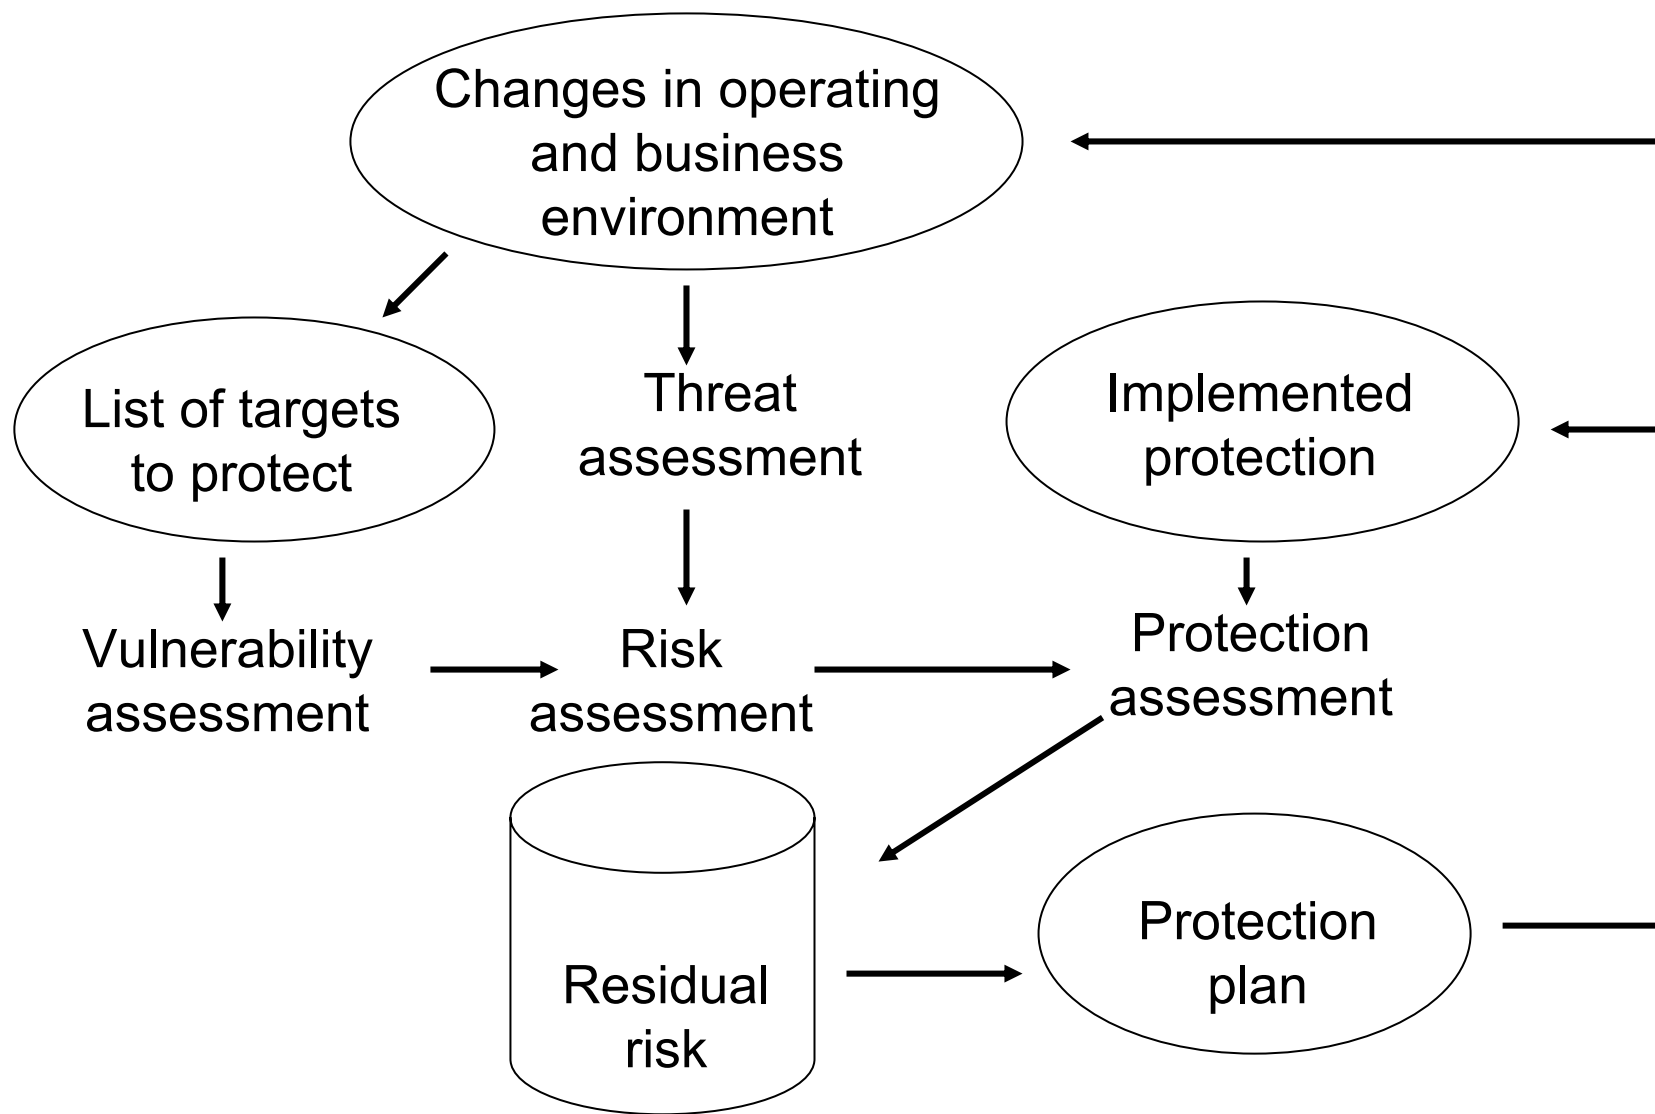 Changes in operating
and business
environment
List of targets
to protect
Threat
assessment
Implemented
protection
Vulnerability
assessment
Risk
assessment
Protection
assessment
Residual
risk
Protection
plan